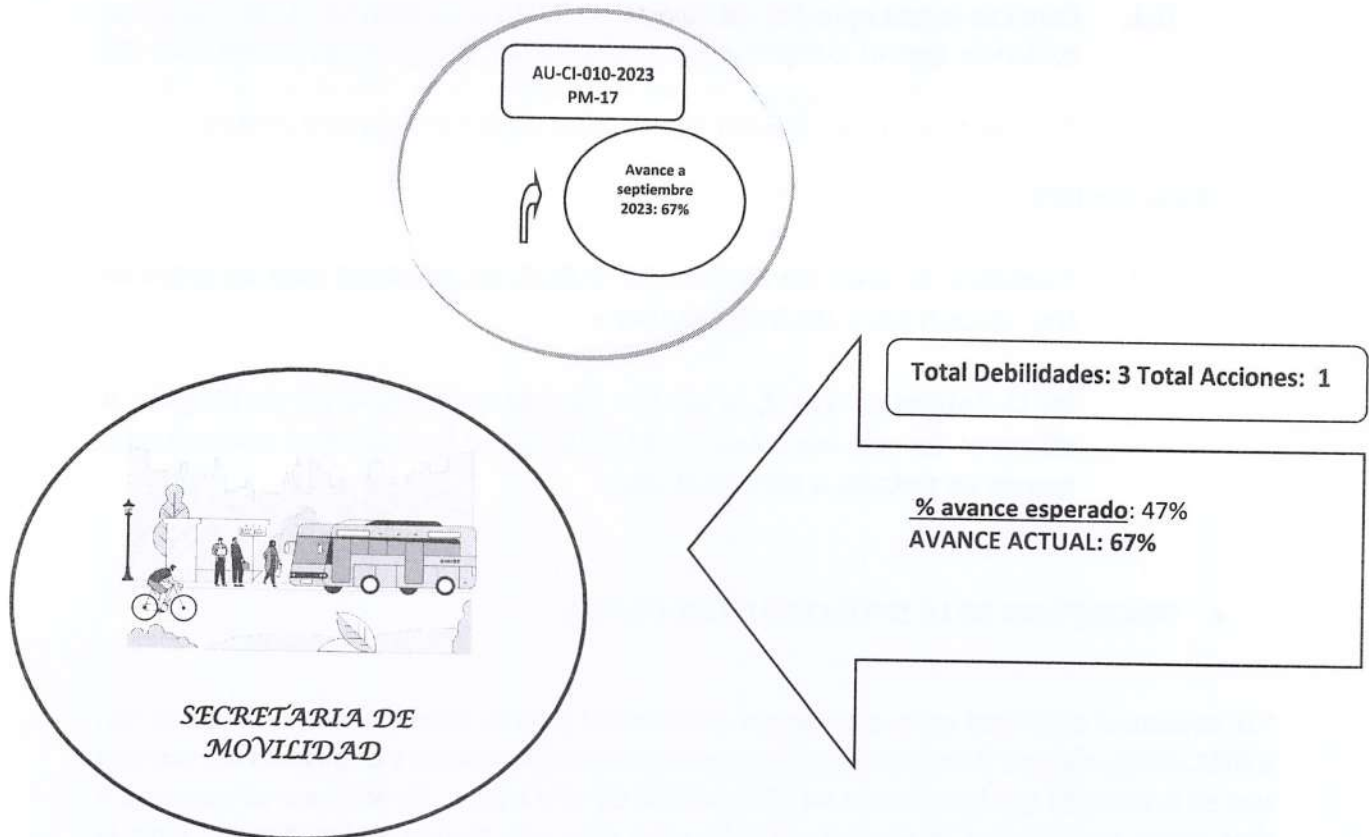 AU-CI-010-2023
PM-17
Avance a
septiembre
2023: 67%
Total Debilidades: 3 Total Acciones: 1
% avance esperado: 47%
AVANCE ACTUAL: 67%
SECRETARIA DE
MOVILIDAD